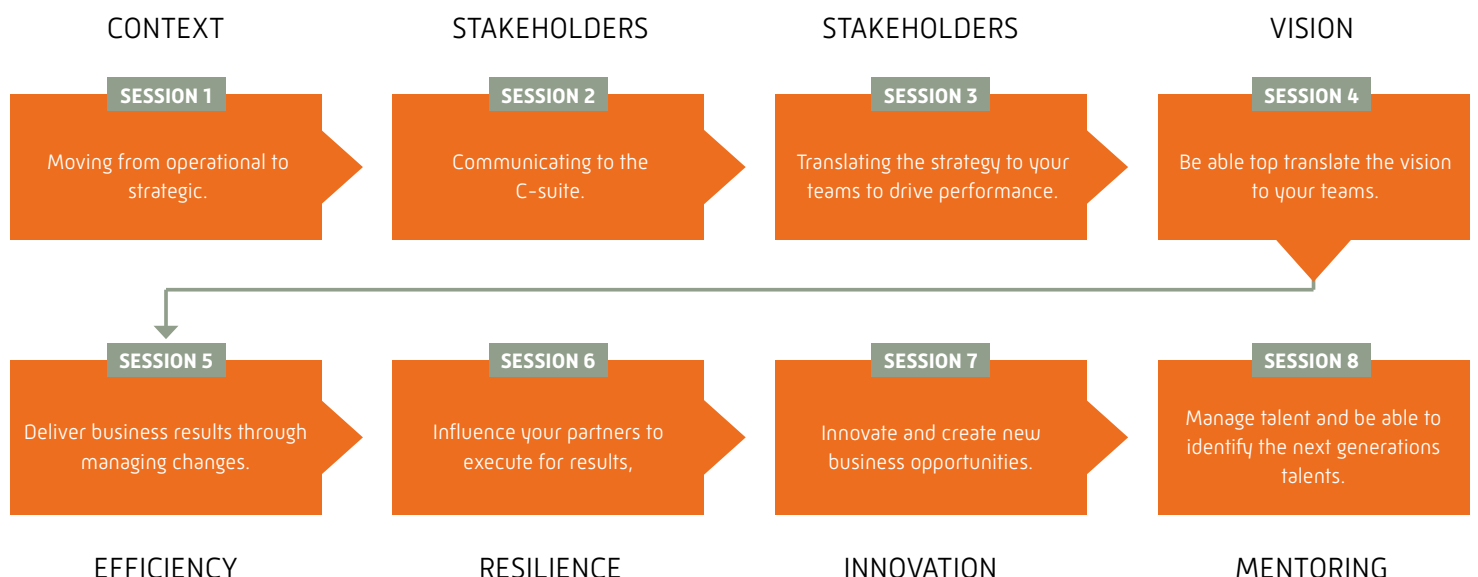 CONTEXT
STAKEHOLDERS
STAKEHOLDERS
VISION
SESSION 1
Moving from operational to
strategic.
SESSION 2
Communicating to the
C-suite.
SESSION 3
Translating the strategy to your
teams to drive performance.
SESSION 4
Be able top translate the vision
to your teams.
SESSION 5
Deliver business results through
managing changes.
SESSION 6
Influence your partners to
execute for results,
SESSION 7
Innovate and create new
business opportunities.
SESSION 8
Manage talent and be able to
identify the next generations
talents.
EFFICIENCY
RESILIENCE
INNOVATION
MENTORING